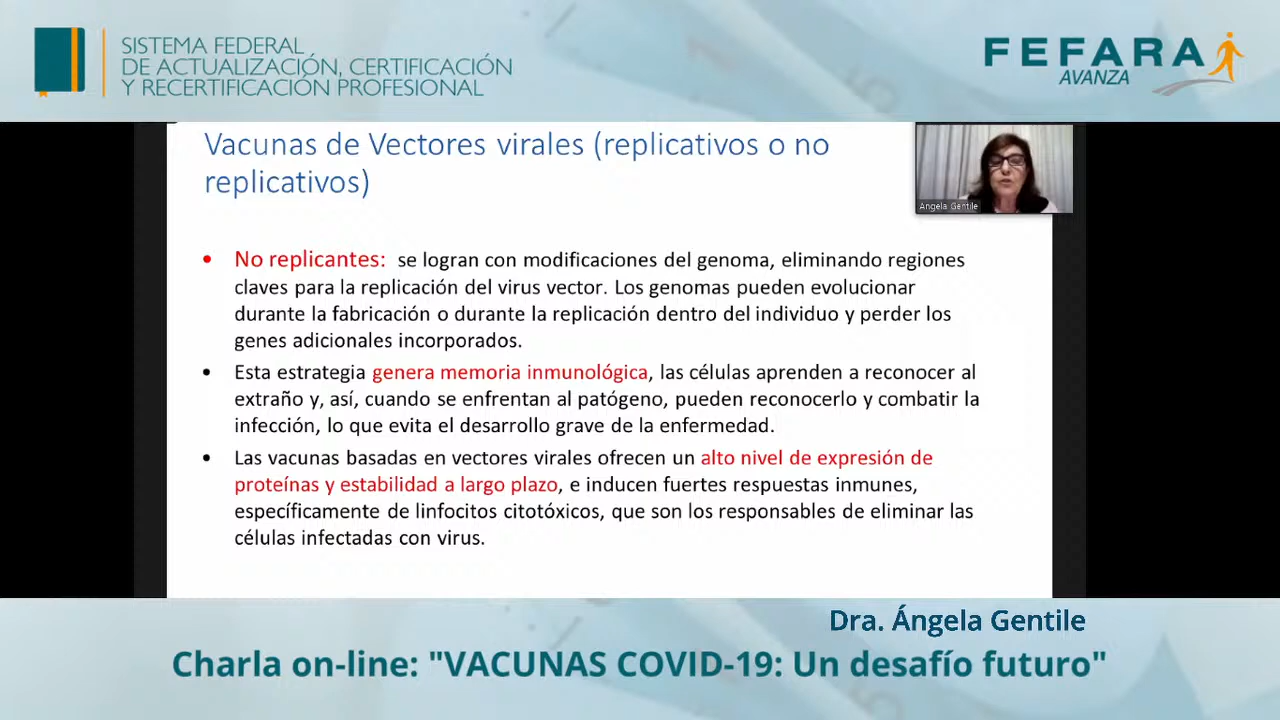 SISTEMA FEDERAL
DE ACTUALIZACIÓN, CERTIFICACIÓN
Y RECERTIFICACIÓN PROFESIONAL
FEFARA
AVANZA
Vacunas de Vectores virales (replicativos o no
replicativos)
Angela Gentile
• No replicantes: se logran con modificaciones del genoma, eliminando regiones
claves para la replicación del virus vector. Los genomas pueden evolucionar
durante la fabricación o durante la replicación dentro del individuo y perder los
genes adicionales incorporados.
• Esta estrategia genera memoria inmunológica, las células aprenden a reconocer al
extraño y, así, cuando se enfrentan al patógeno, pueden reconocerlo y combatir la
infección, lo que evita el desarrollo grave de la enfermedad.
• Las vacunas basadas en vectores virales ofrecen un alto nivel de expresión de
proteínas y estabilidad a largo plazo, e inducen fuertes respuestas inmunes,
específicamente de linfocitos citotóxicos, que son los responsables de eliminar las
células infectadas con virus.
Dra. Ángela Gentile
Charla on-line: "VACUNAS COVID-19: Un desafío futuro"